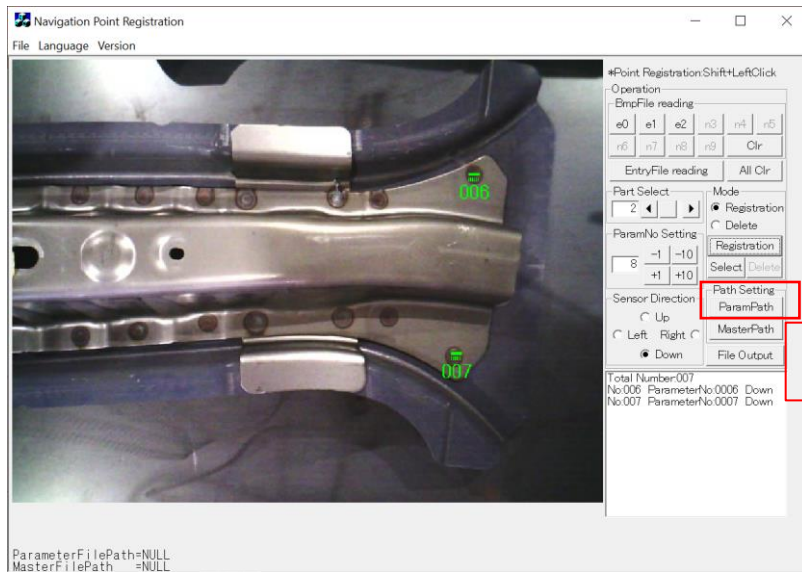 Navigation Point Registration
File Language Version
*Point Registration:Shift+LeftClick
Operation
BmpFile reading
e0 e1 e2 n3 n4 n5
n6 n7 n8 n9 Clr
EntryFile reading All Clr
Part Select
2
Mode
Registration
Delete
ParamNo Setting
8 -1 -10
+1 +10
Registration
Select Delete
Sensor Direction
Up
Left Right
Down
Path Setting
ParamPath
MasterPath
File Output
006
007
Total Number:007
No:006 ParameterNo:0006 Down
No:007 ParameterNo:0007 Down
ParameterFilePath=NULL
MasterFilePath =NULL